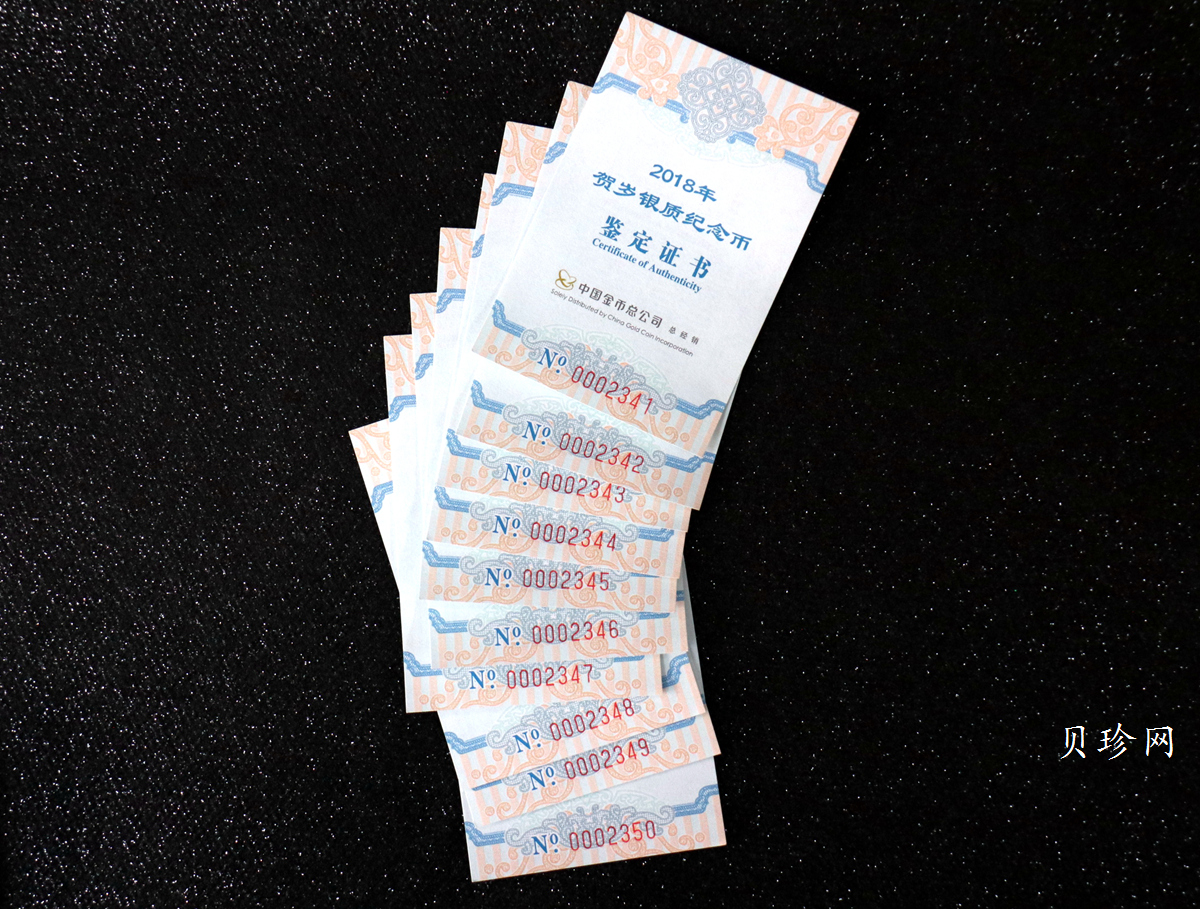 2018年
贺岁银质纪念币
鉴定证书
Certificate of Authenticity
中国金币总公司 总经销
Solely Distributed by China Gold Coin Incorporation
Nº 0002341
Nº 0002342
Nº 0002343
Nº 0002344
Nº 0002345
Nº 0002346
Nº 0002347
Nº 0002348
Nº 0002349
Nº 0002350
贝珍网